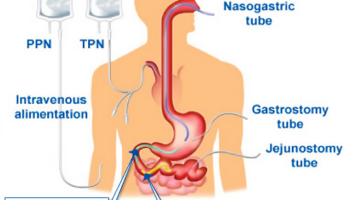 Nasogastric
tube
PPN
TPN
Intravenous
alimentation
Gastrostomy
tube
Jejunostomy
tube